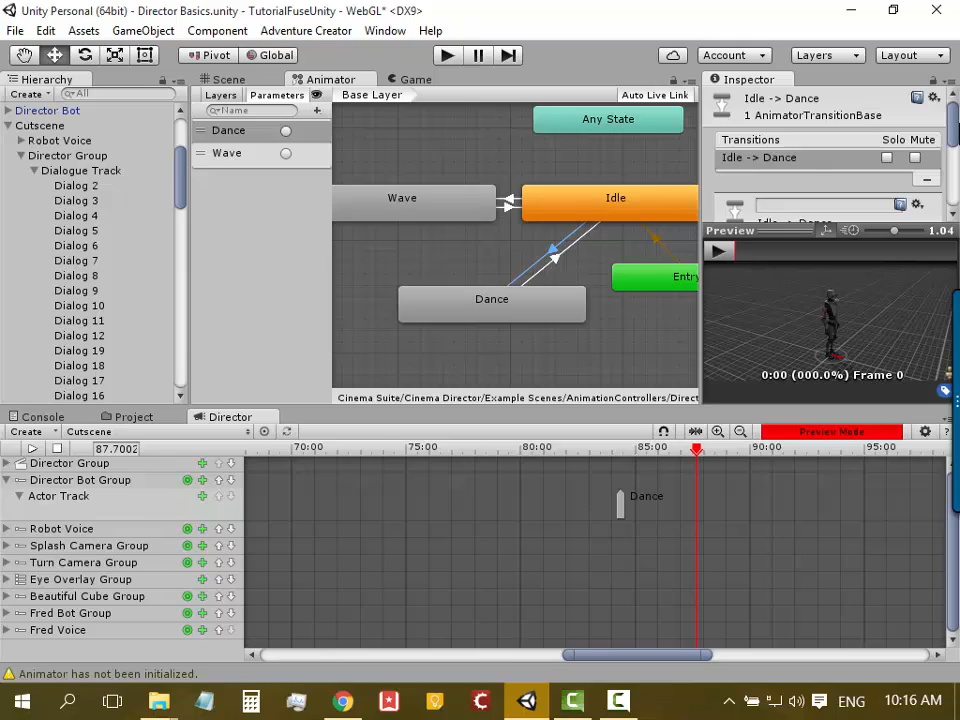 Unity Personal (64bit) - Director Basics.unity - TutorialFuseUnity - WebGL* <DX9>
File Edit Assets GameObject Component Adventure Creator Window Help
Pivot Global Account Layers Layout
Hierarchy
Create All
Director Bot
Cutscene
Robot Voice
Director Group
Dialogue Track
Dialog 2
Dialog 3
Dialog 4
Dialog 5
Dialog 6
Dialog 7
Dialog 8
Dialog 9
Dialog 10
Dialog 11
Dialog 12
Dialog 19
Dialog 18
Dialog 17
Dialog 16
Scene Animator Game
Layers Parameters Base Layer Auto Live Link
Name
Dance
Wave
Any State
Wave
Idle
Entry
Dance
Cinema Suite/Cinema Director/Example Scenes/AnimationControllers/Direct
Inspector
Idle -> Dance
1 AnimatorTransitionBase
Transitions Solo Mute
Idle -> Dance
Preview 1.04
0:00 (000.0%) Frame 0
Console Project Director
Create Cutscene Preview Mode ?
87.7002 70:00 75:00 80:00 85:00 90:00 95:00
Director Group
Director Bot Group
Actor Track Dance
Robot Voice
Splash Camera Group
Turn Camera Group
Eye Overlay Group
Beautiful Cube Group
Fred Bot Group
Fred Voice
Animator has not been initialized.
ENG 10:16 AM